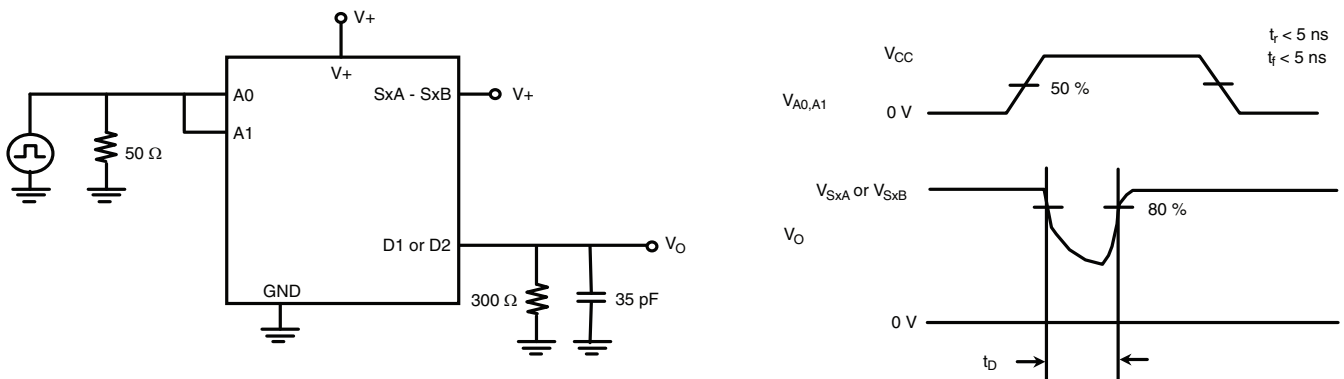 V+
V+
A0
SxA - SxB
V+
A1
50 Ω
D1 or D2
VO
GND
300 Ω
35 pF
tr < 5 ns
tf < 5 ns
VCC
50 %
VA0,A1
0 V
VSxA or VSxB
80 %
VO
0 V
tD